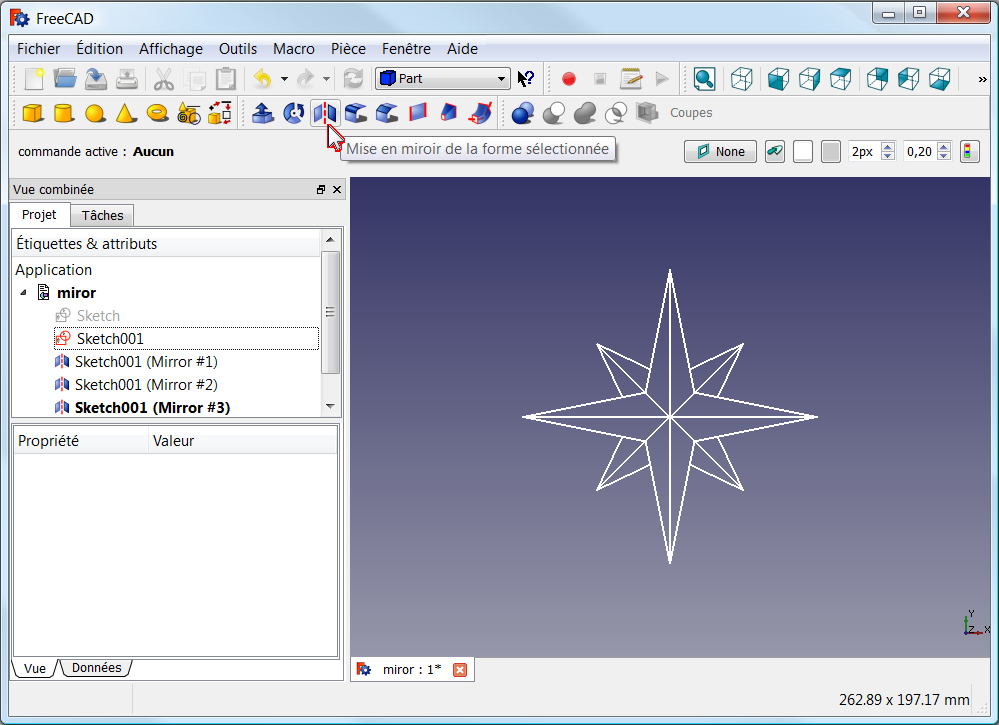 FreeCAD
Fichier Édition Affichage Outils Macro Pièce Fenêtre Aide
Part
Coupes
commande active : Aucun
Mise en miroir de la forme sélectionnée
None 2px 0,20
Vue combinée
Projet Tâches
Étiquettes & attributs
Application
miror
Sketch
Sketch001
Sketch001 (Mirror #1)
Sketch001 (Mirror #2)
Sketch001 (Mirror #3)
Propriété Valeur
Y
Z X
Vue Données
miror : 1*
262.89 x 197.17 mm